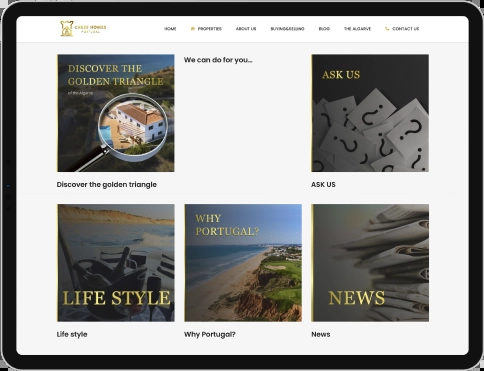 CHESS HOMES
PORTUGAL
HOME
PROPERTIES
ABOUT US
BUYING&SELLING
BLOG
THE ALGARVE
CONTACT US
DISCOVER THE
GOLDEN TRIANGLE
of the Algarve
Discover the golden triangle
We can do for you...
ASK US
ASK US
LIFE STYLE
Life style
WHY
PORTUGAL?
Why Portugal?
NEWS
News